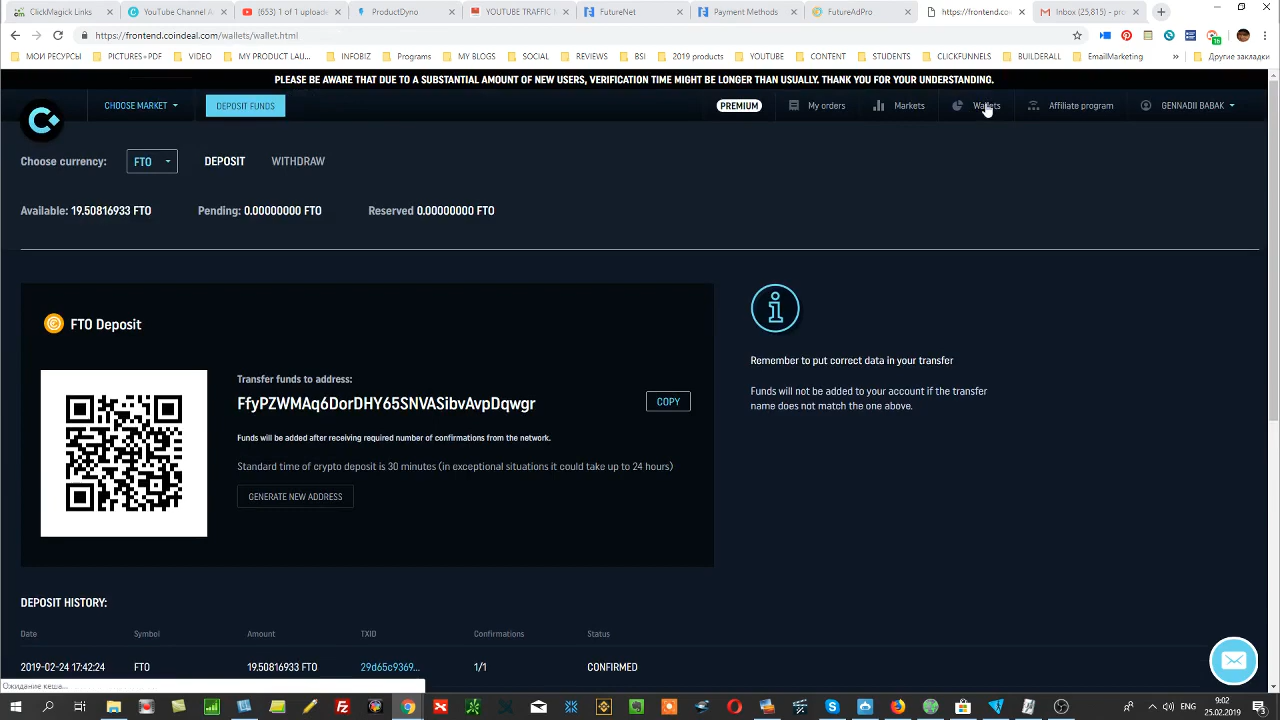 ClickMagick Links
YouTube Channel A
(653) 1 of 1 uploads
ProductDyno
YOUTUBE TRAFFIC
FutureNet
Payment Methods
FutureAdPro
https://frontend.co
Inbox (25,815) - pro
https://frontend.coindeal.com/wallets/wallet.html
16
МОИ РЕСУРСЫ
PICTURES+PDF
VIDEO
MY PRODUCT LAU...
INFOBIZ
Programs
MY BLOGS
SOCIAL
REVIEWS
BSI
2019 products
YOUTUBE
CONTENT
STUDENTS
CLICKFUNNELS
BUILDERALL
EmailMarketing
»
Другие закладки
PLEASE BE AWARE THAT DUE TO A SUBSTANTIAL AMOUNT OF NEW USERS, VERIFICATION TIME MIGHT BE LONGER THAN USUALLY. THANK YOU FOR YOUR UNDERSTANDING.
CHOOSE MARKET
DEPOSIT FUNDS
PREMIUM
My orders
Markets
Wallets
Affiliate program
GENNADII BABAK
Choose currency:
FTO
DEPOSIT
WITHDRAW
Available: 19.50816933 FTO
Pending: 0.00000000 FTO
Reserved 0.00000000 FTO
FTO Deposit
Transfer funds to address:
FfyPZWMAq6DorDHY65SNVASibvAvpDqwgr
COPY
Funds will be added after receiving required number of confirmations from the network.
Standard time of crypto deposit is 30 minutes (in exceptional situations it could take up to 24 hours)
GENERATE NEW ADDRESS
Remember to put correct data in your transfer
Funds will not be added to your account if the transfer
name does not match the one above.
DEPOSIT HISTORY:
Date
Symbol
Amount
TXID
Confirmations
Status
2019-02-24 17:42:24
FTO
19.50816933 FTO
29d65c9369...
1/1
CONFIRMED
Ожидание кеша...
ENG
9:02
25.02.2019